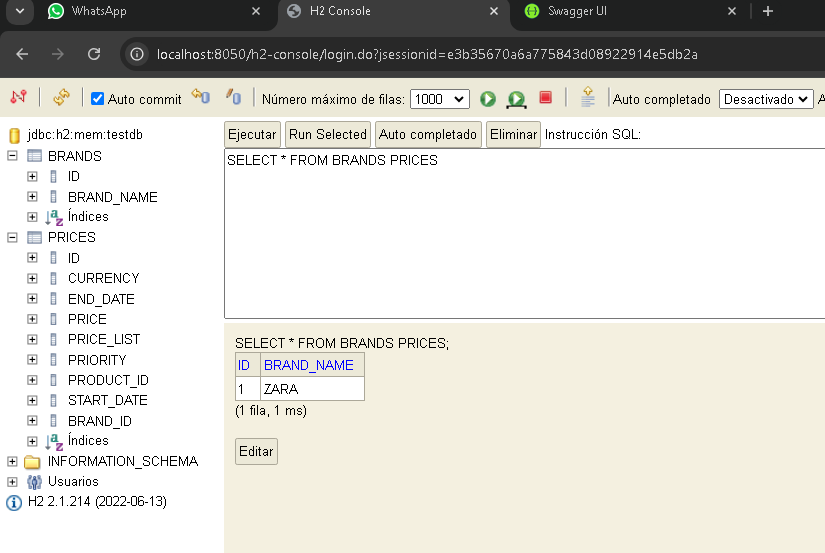 WhatsApp
H2 Console
Swagger UI
localhost:8050/h2-console/login.do?jsessionid=e3b35670a6a775843d08922914e5db2a
Auto commit
Número máximo de filas:
1000
Auto completado
Desactivado
A
jdbc:h2:mem:testdb
BRANDS
ID
BRAND_NAME
Índices
PRICES
ID
CURRENCY
END_DATE
PRICE
PRICE_LIST
PRIORITY
PRODUCT_ID
START_DATE
BRAND_ID
Índices
INFORMATION_SCHEMA
Usuarios
H2 2.1.214 (2022-06-13)
Ejecutar Run Selected Auto completado Eliminar Instrucción SQL:
SELECT * FROM BRANDS PRICES
SELECT * FROM BRANDS PRICES;
ID BRAND_NAME
1 ZARA
(1 fila, 1 ms)
Editar